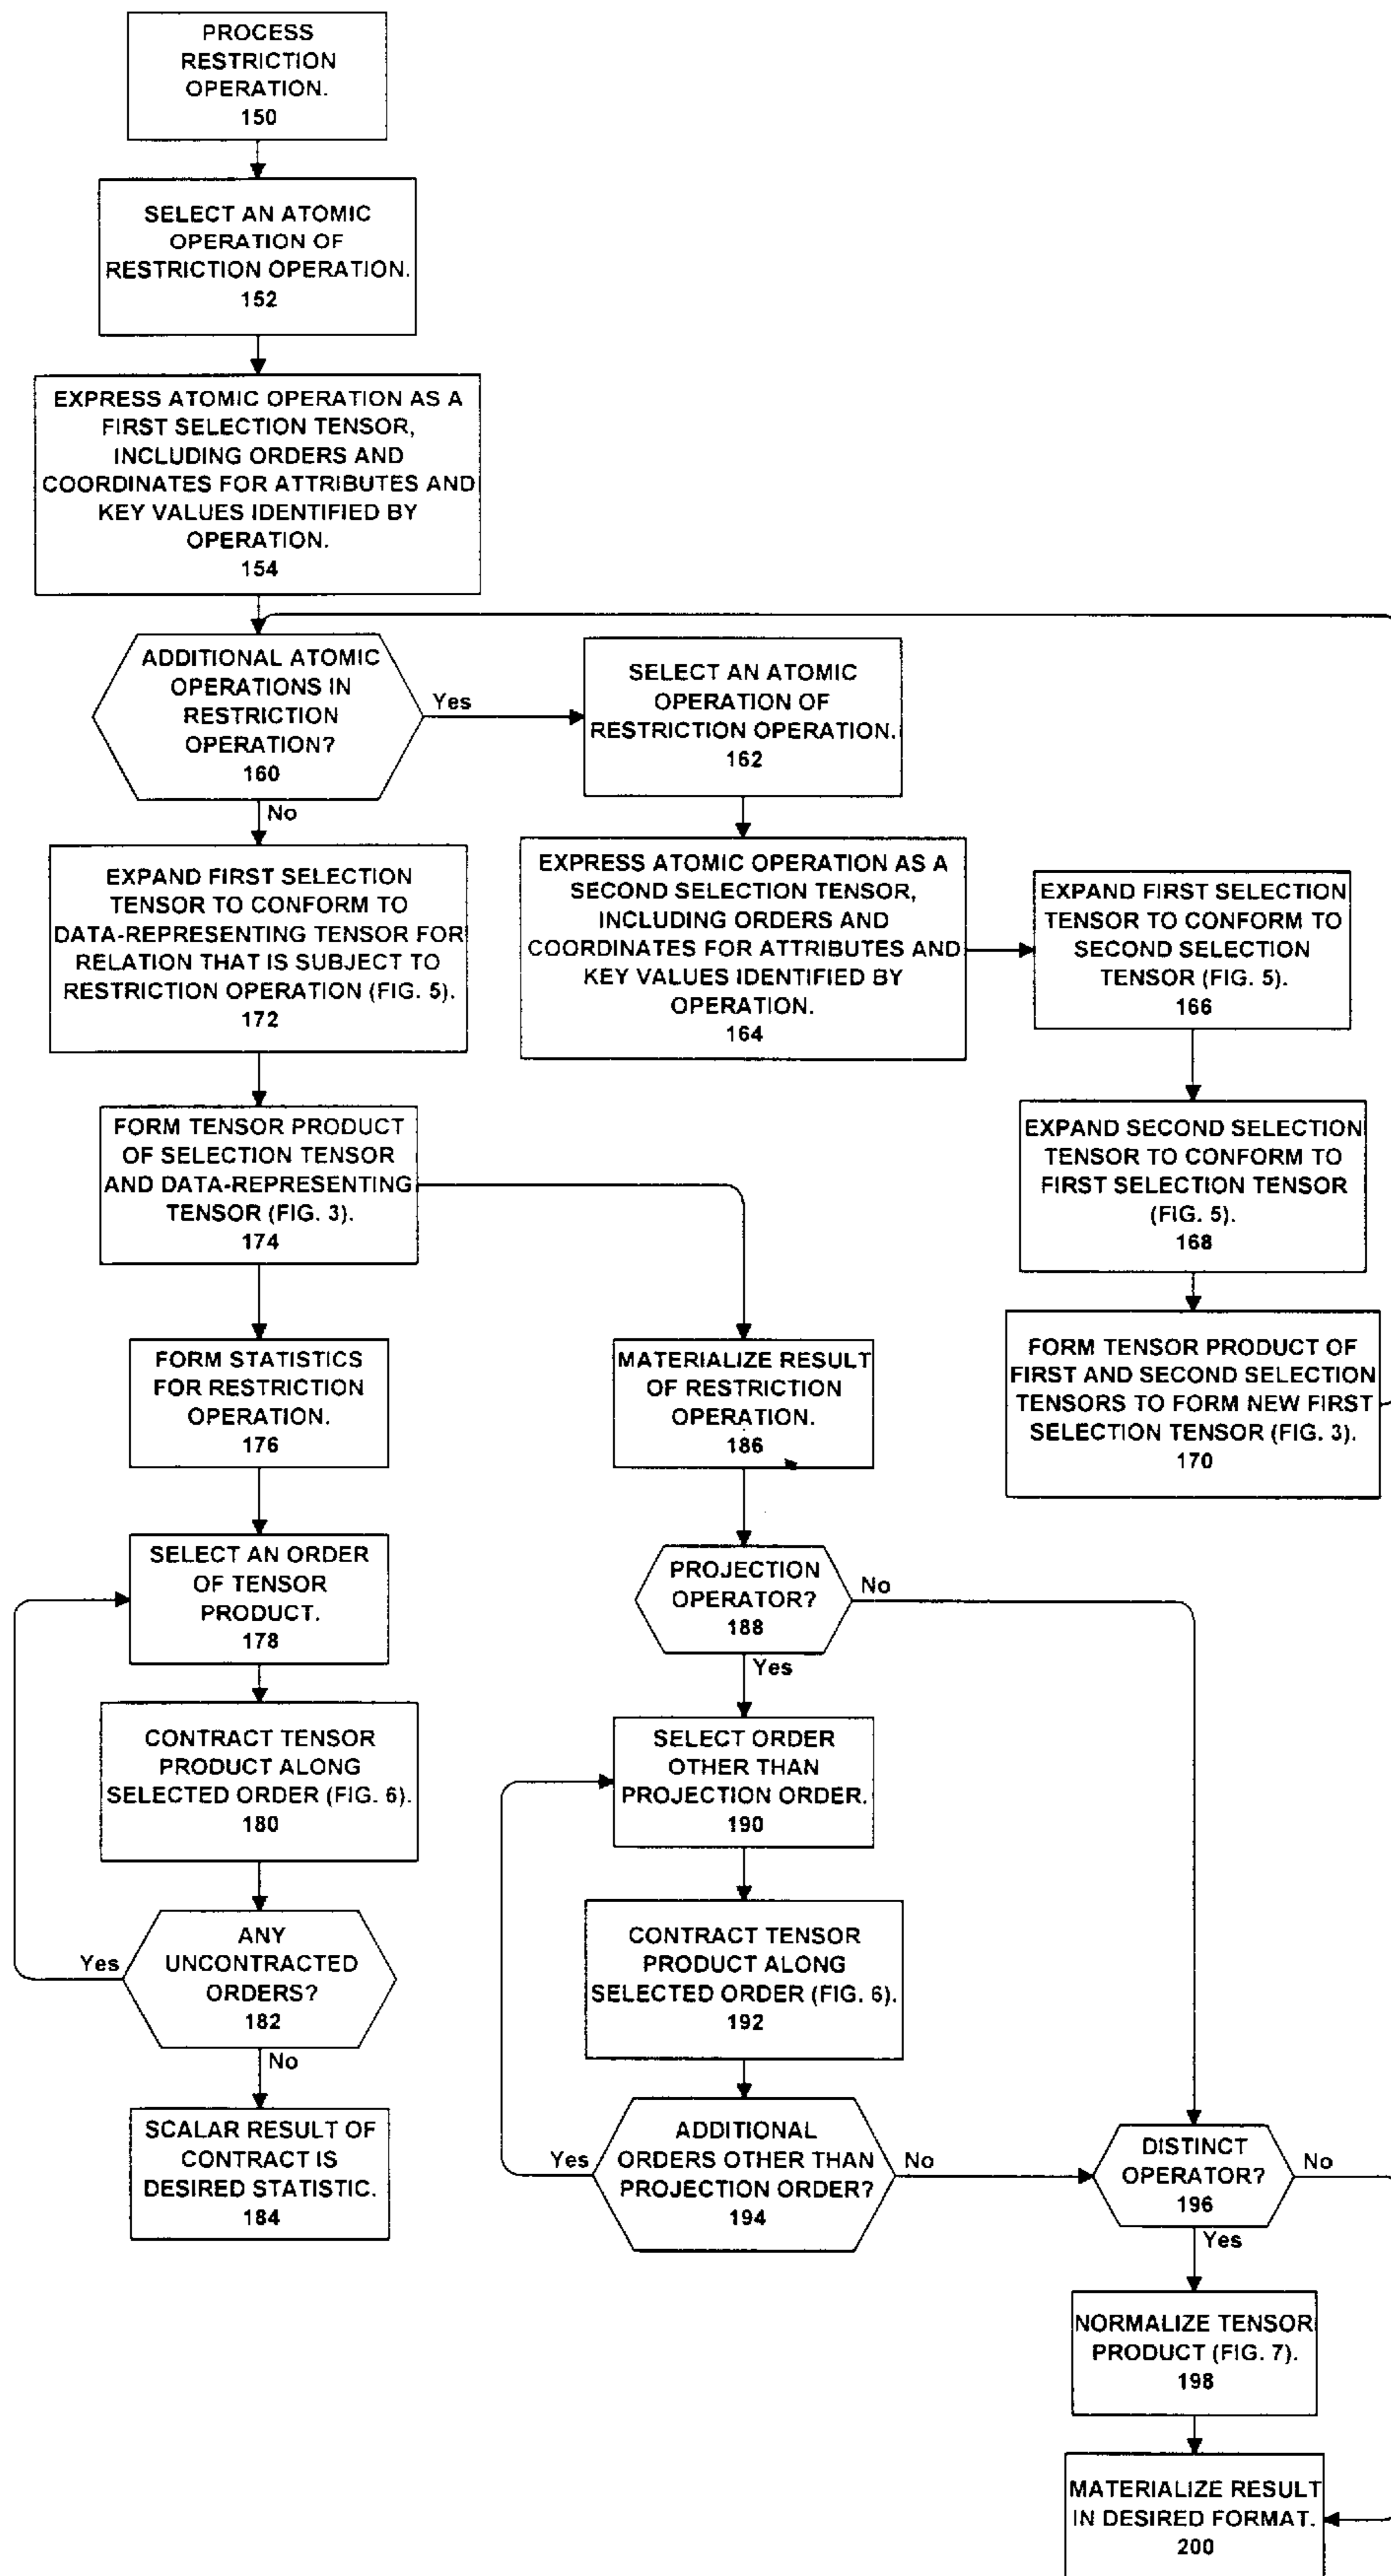 PROCESS
RESTRICTION
OPERATION.
150
SELECT AN ATOMIC
OPERATION OF
RESTRICTION OPERATION.
152
EXPRESS ATOMIC OPERATION AS A
FIRST SELECTION TENSOR,
INCLUDING ORDERS AND
COORDINATES FOR ATTRIBUTES AND
KEY VALUES IDENTIFIED BY
OPERATION.
154
ADDITIONAL ATOMIC
OPERATIONS IN
RESTRICTION
OPERATION?
160
Yes
No
SELECT AN ATOMIC
OPERATION OF
RESTRICTION OPERATION.
162
EXPRESS ATOMIC OPERATION AS A
SECOND SELECTION TENSOR,
INCLUDING ORDERS AND
COORDINATES FOR ATTRIBUTES AND
KEY VALUES IDENTIFIED BY
OPERATION.
164
EXPAND FIRST SELECTION
TENSOR TO CONFORM TO
SECOND SELECTION
TENSOR (FIG. 5).
166
EXPAND SECOND SELECTION
TENSOR TO CONFORM TO
FIRST SELECTION TENSOR
(FIG. 5).
168
FORM TENSOR PRODUCT OF
FIRST AND SECOND SELECTION
TENSORS TO FORM NEW FIRST
SELECTION TENSOR (FIG. 3).
170
EXPAND FIRST SELECTION
TENSOR TO CONFORM TO
DATA-REPRESENTING TENSOR FOR
RELATION THAT IS SUBJECT TO
RESTRICTION OPERATION (FIG. 5).
172
FORM TENSOR PRODUCT
OF SELECTION TENSOR
AND DATA-REPRESENTING
TENSOR (FIG. 3).
174
FORM STATISTICS
FOR RESTRICTION
OPERATION.
176
SELECT AN ORDER
OF TENSOR
PRODUCT.
178
CONTRACT TENSOR
PRODUCT ALONG
SELECTED ORDER (FIG. 6).
180
ANY
UNCONTRACTED
ORDERS?
182
Yes
No
SCALAR RESULT OF
CONTRACT IS
DESIRED STATISTIC.
184
MATERIALIZE RESULT
OF RESTRICTION
OPERATION.
186
PROJECTION
OPERATOR?
188
No
Yes
SELECT ORDER
OTHER THAN
PROJECTION ORDER.
190
CONTRACT TENSOR
PRODUCT ALONG
SELECTED ORDER (FIG. 6).
192
ADDITIONAL
ORDERS OTHER THAN
PROJECTION ORDER?
194
Yes
No
DISTINCT
OPERATOR?
196
No
Yes
NORMALIZE TENSOR
PRODUCT (FIG. 7).
198
MATERIALIZE RESULT
IN DESIRED FORMAT.
200